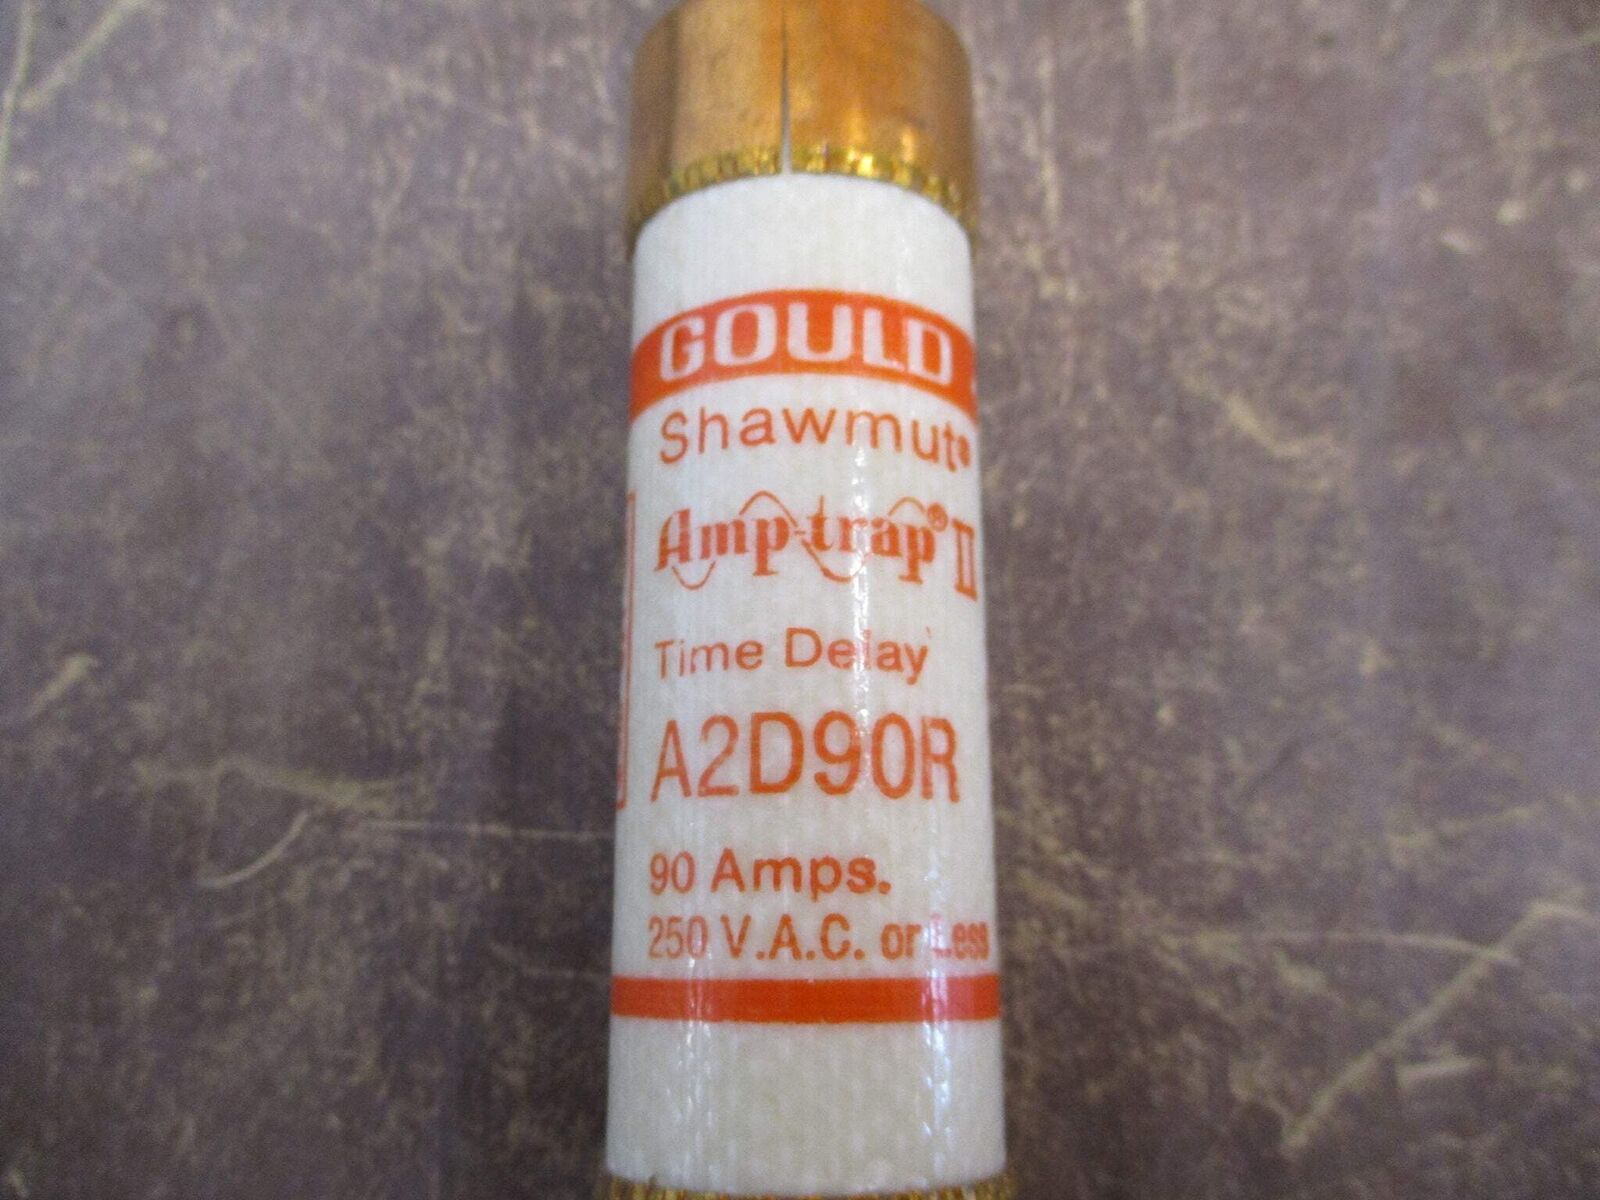 GOULD
Shawmut®
Amp-trap® II
Time Delay
A2D90R
90 Amps.
250 V.A.C. or Less